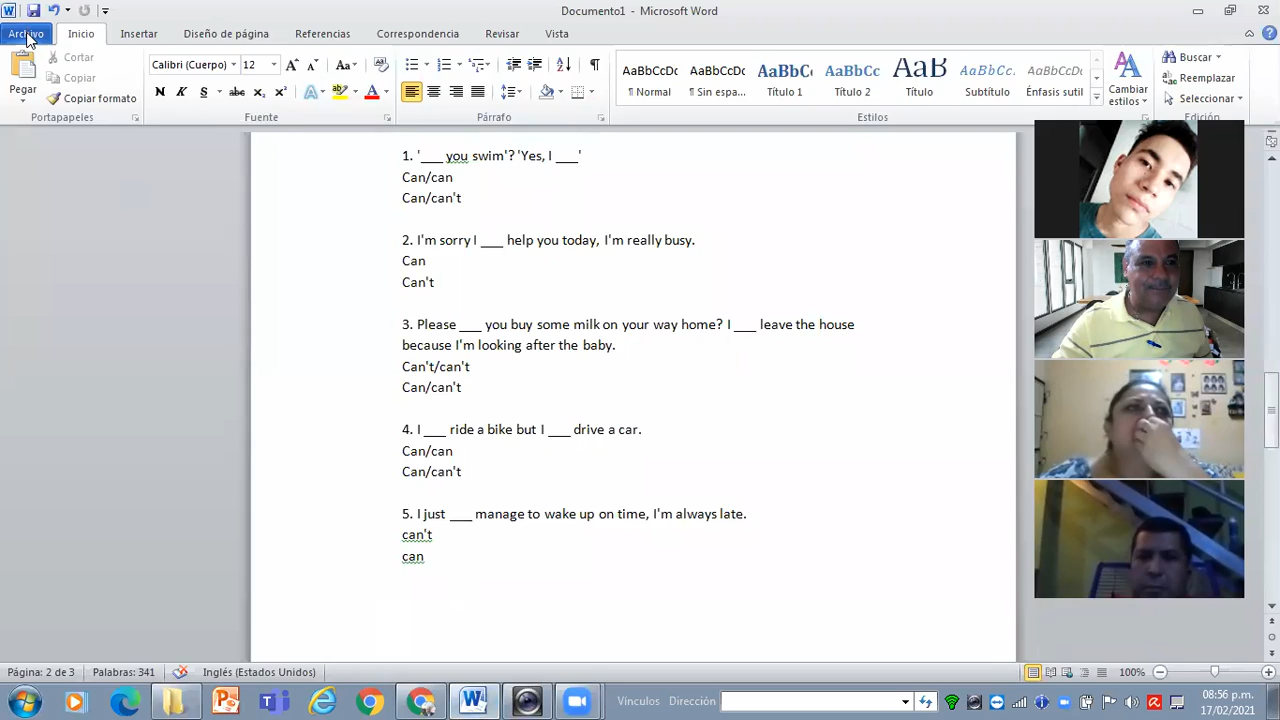 Documento1 - Microsoft Word
Archivo Inicio Insertar Diseño de página Referencias Correspondencia Revisar Vista
Pegar
Cortar
Copiar
Copiar formato
Portapapeles
Calibri (Cuerpo) 12 Aa
N K S abc x₂ x² A ab A
Fuente
Párrafo
AaBbCcDc AaBbCcDc AaBbC( AaBbCc AaB AaBbCc. AaBbCcDc
¶ Normal ¶ Sin espa... Título 1 Título 2 Título Subtítulo Énfasis sutil
Estilos
Cambiar estilos
Buscar
Reemplazar
Seleccionar
Edición
1. '___ you swim'? 'Yes, I ___'
Can/can
Can/can't
2. I'm sorry I ___ help you today, I'm really busy.
Can
Can't
3. Please ___ you buy some milk on your way home? I ___ leave the house
because I'm looking after the baby.
Can't/can't
Can/can't
4. I ___ ride a bike but I ___ drive a car.
Can/can
Can/can't
5. I just ___ manage to wake up on time, I'm always late.
can't
can
Página: 2 de 3 Palabras: 341 Inglés (Estados Unidos) 100%
Vínculos Dirección
08:56 p.m.
17/02/2021